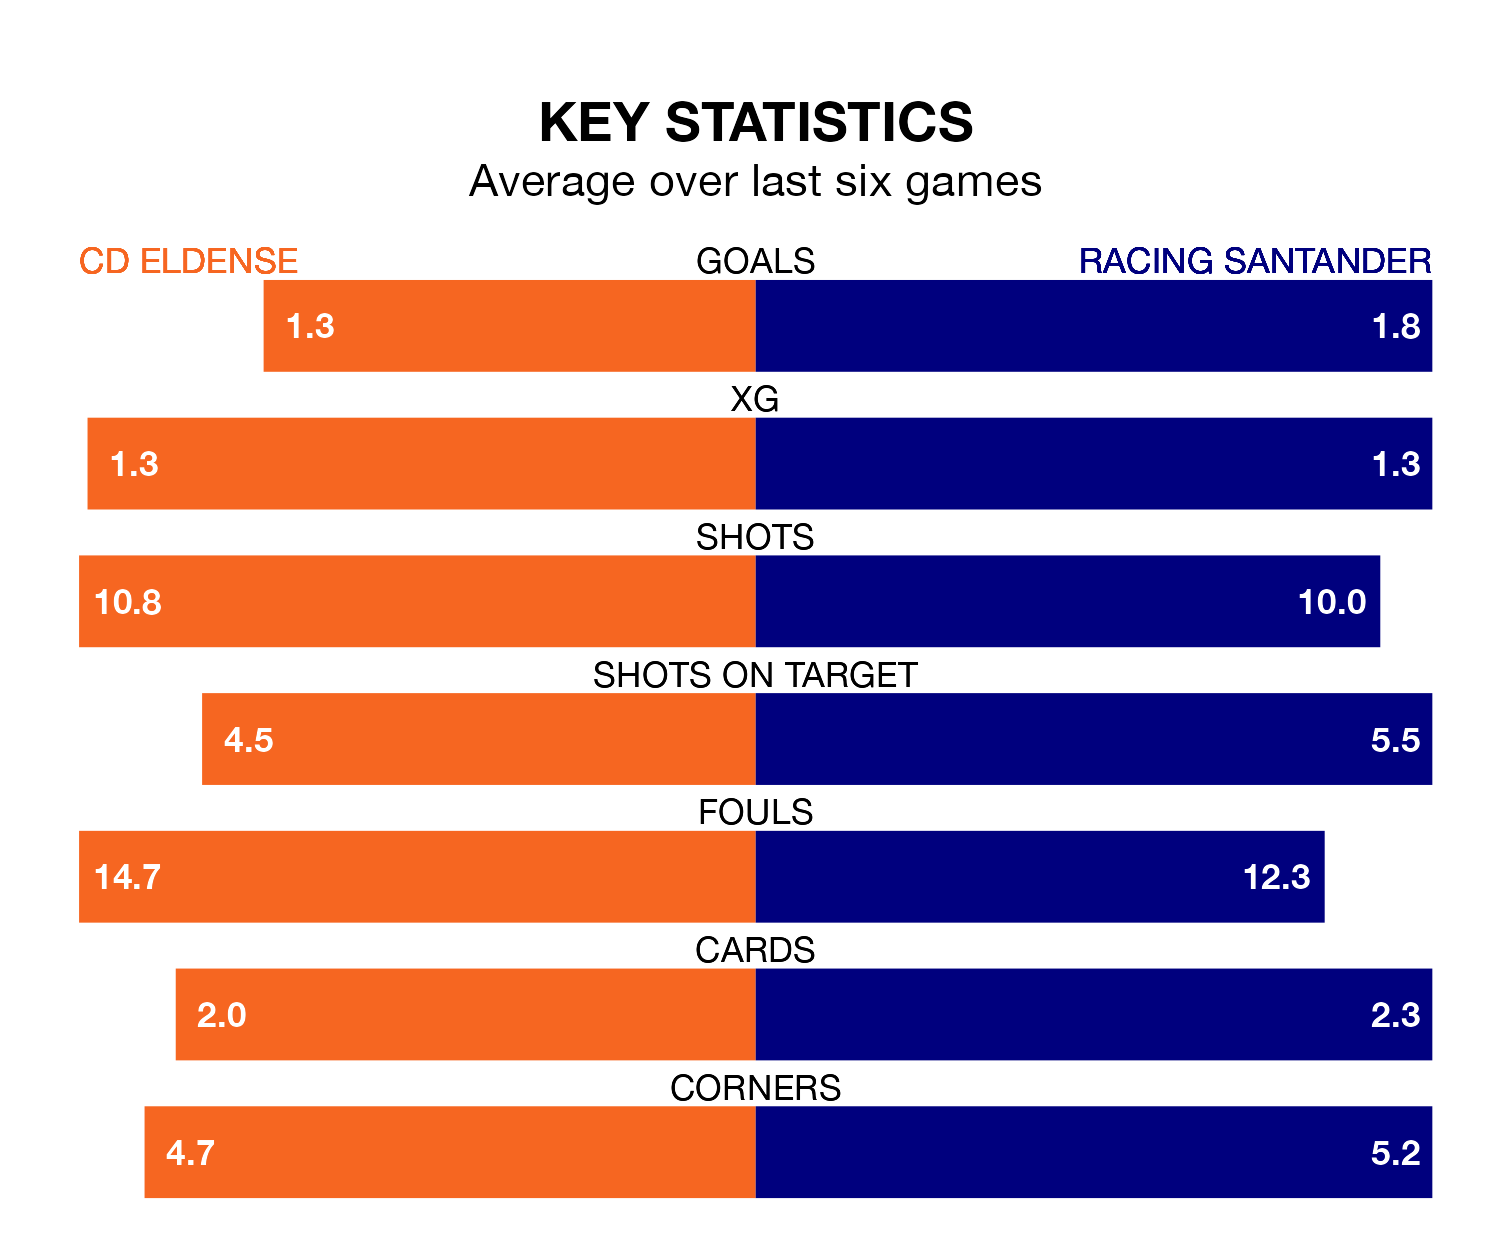 KEY STATISTICS
Average over last six games
CD ELDENSE GOALS RACING SANTANDER
1.3 1.8
XG
1.3 1.3
SHOTS
10.8 10.0
SHOTS ON TARGET
4.5 5.5
FOULS
14.7 12.3
CARDS
2.0 2.3
CORNERS
4.7 5.2